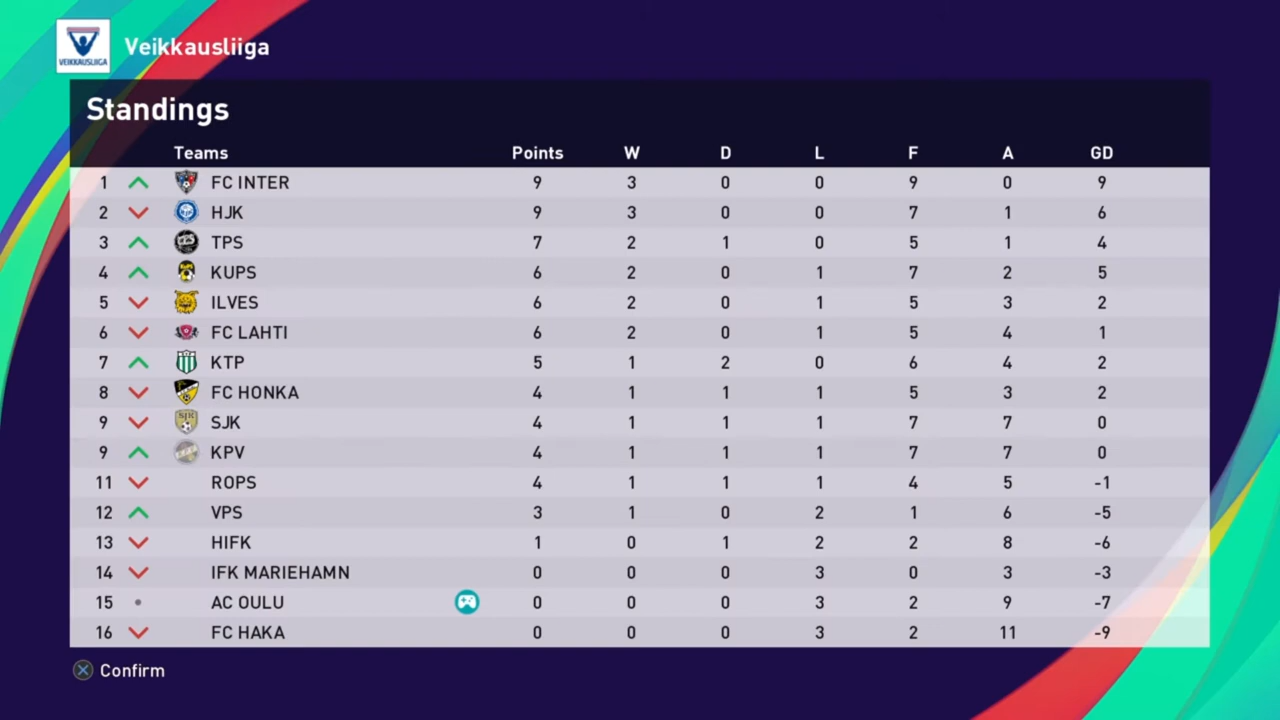 VEIKKAUSLIIGA
Veikkausliiga
Standings
Teams Points W D L F A GD
1 FC INTER 9 3 0 0 9 0 9
2 HJK 9 3 0 0 7 1 6
3 TPS 7 2 1 0 5 1 4
4 KUPS 6 2 0 1 7 2 5
5 ILVES 6 2 0 1 5 3 2
6 FC LAHTI 6 2 0 1 5 4 1
7 KTP 5 1 2 0 6 4 2
8 FC HONKA 4 1 1 1 5 3 2
9 SJK 4 1 1 1 7 7 0
9 KPV 4 1 1 1 7 7 0
11 ROPS 4 1 1 1 4 5 -1
12 VPS 3 1 0 2 1 6 -5
13 HIFK 1 0 1 2 2 8 -6
14 IFK MARIEHAMN 0 0 0 3 0 3 -3
15 AC OULU 0 0 0 3 2 9 -7
16 FC HAKA 0 0 0 3 2 11 -9
Confirm